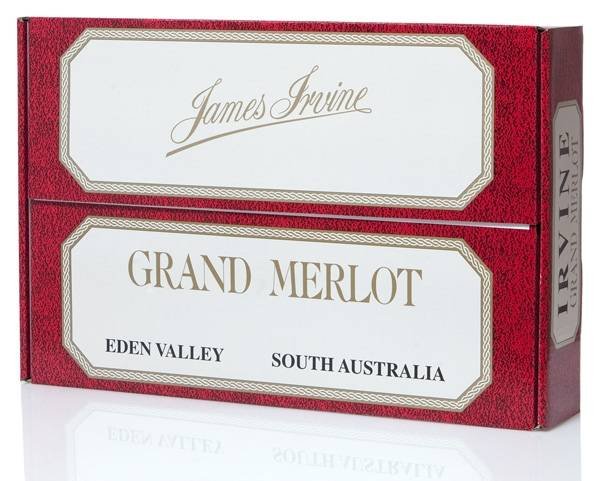 James Irvine
GRAND MERLOT
EDEN VALLEY SOUTH AUSTRALIA
IRVINE
GRAND MERLOT